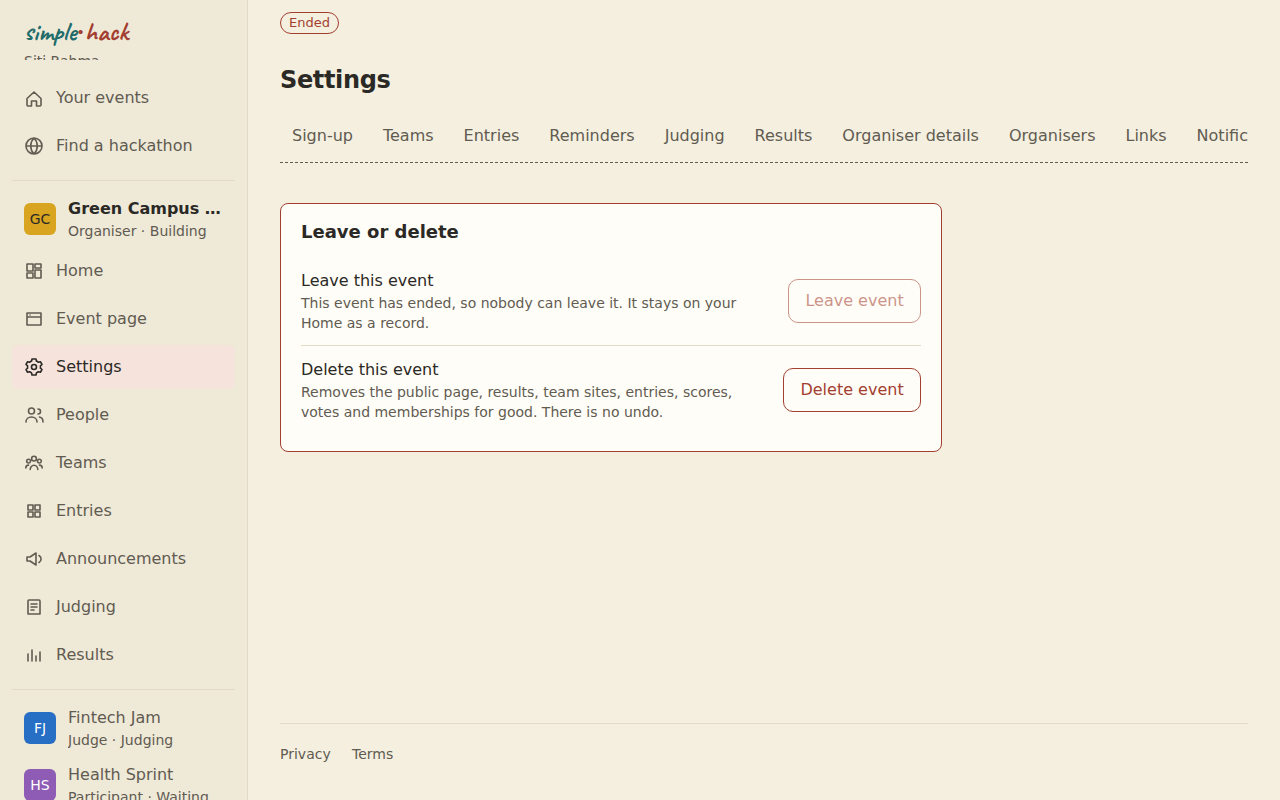 simple hack
Siti Rahma
Your events
Find a hackathon
GC
Green Campus …
Organiser · Building
Home
Event page
Settings
People
Teams
Entries
Announcements
Judging
Results
FJ
Fintech Jam
Judge · Judging
HS
Health Sprint
Participant · Waiting
Ended
Settings
Sign-up Teams Entries Reminders Judging Results Organiser details Organisers Links Notific
Leave or delete
Leave this event
This event has ended, so nobody can leave it. It stays on your
Home as a record.
Leave event
Delete this event
Removes the public page, results, team sites, entries, scores,
votes and memberships for good. There is no undo.
Delete event
Privacy Terms